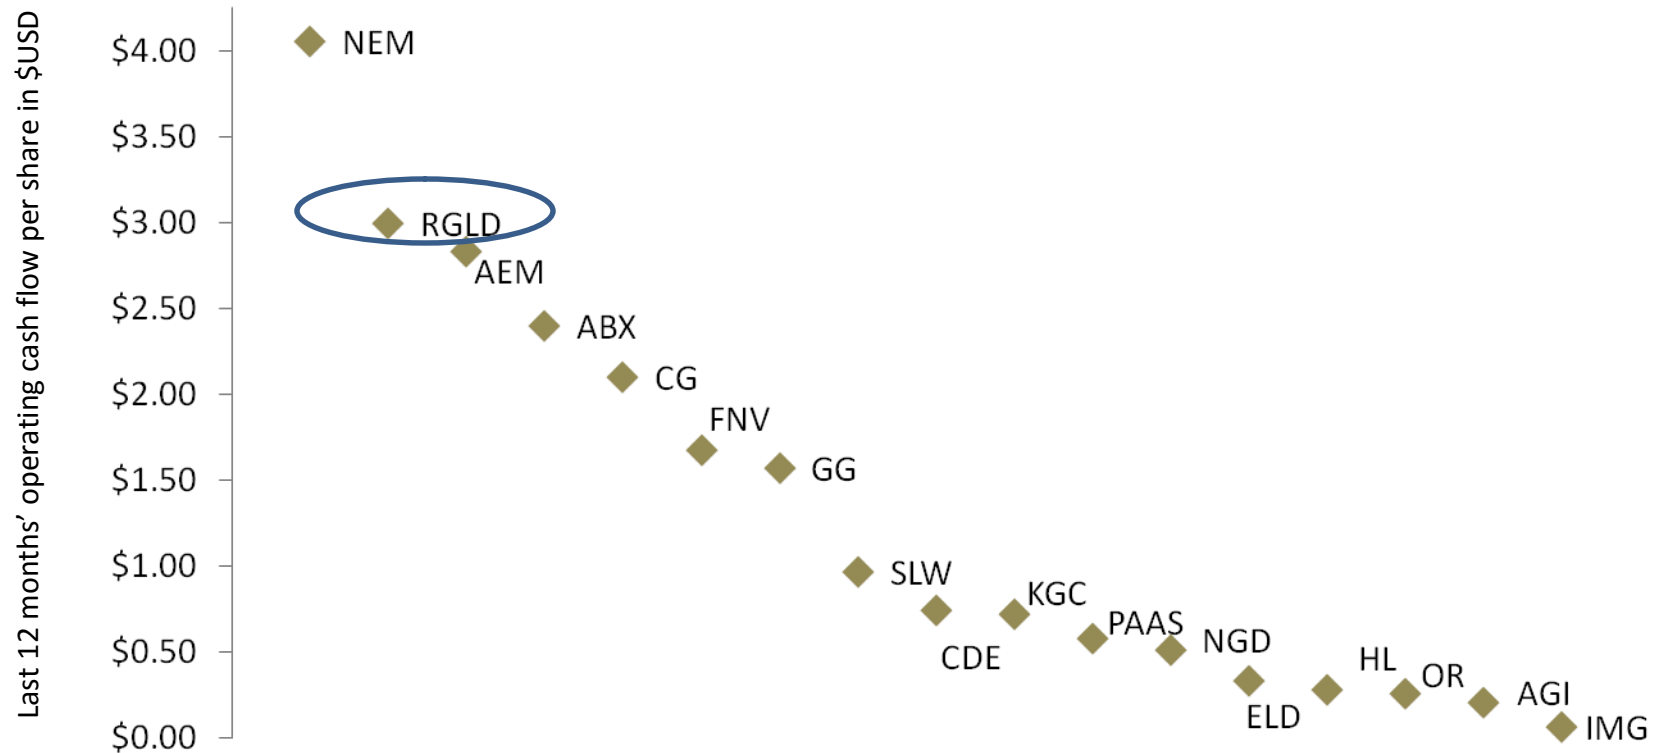 Last 12 months’ operating cash flow per share in $USD
$4.00
$3.50
$3.00
$2.50
$2.00
$1.50
$1.00
$0.50
$0.00
NEM
RGLD
AEM
ABX
CG
FNV
GG
SLW
CDE
KGC
PAAS
NGD
ELD
HL
OR
AGI
IMG